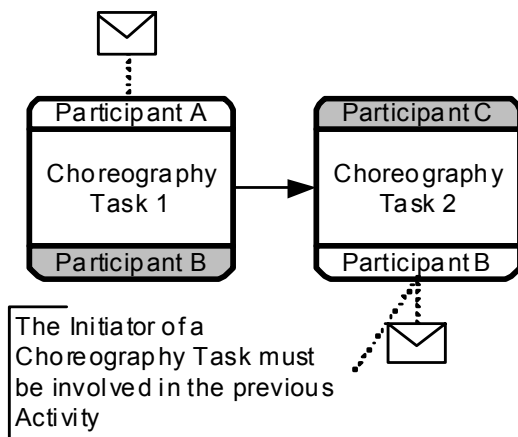 Participant A
Choreography
Task 1
Participant B
Participant C
Choreography
Task 2
Participant B
The Initiator of a
Choreography Task must
be involved in the previous
Activity